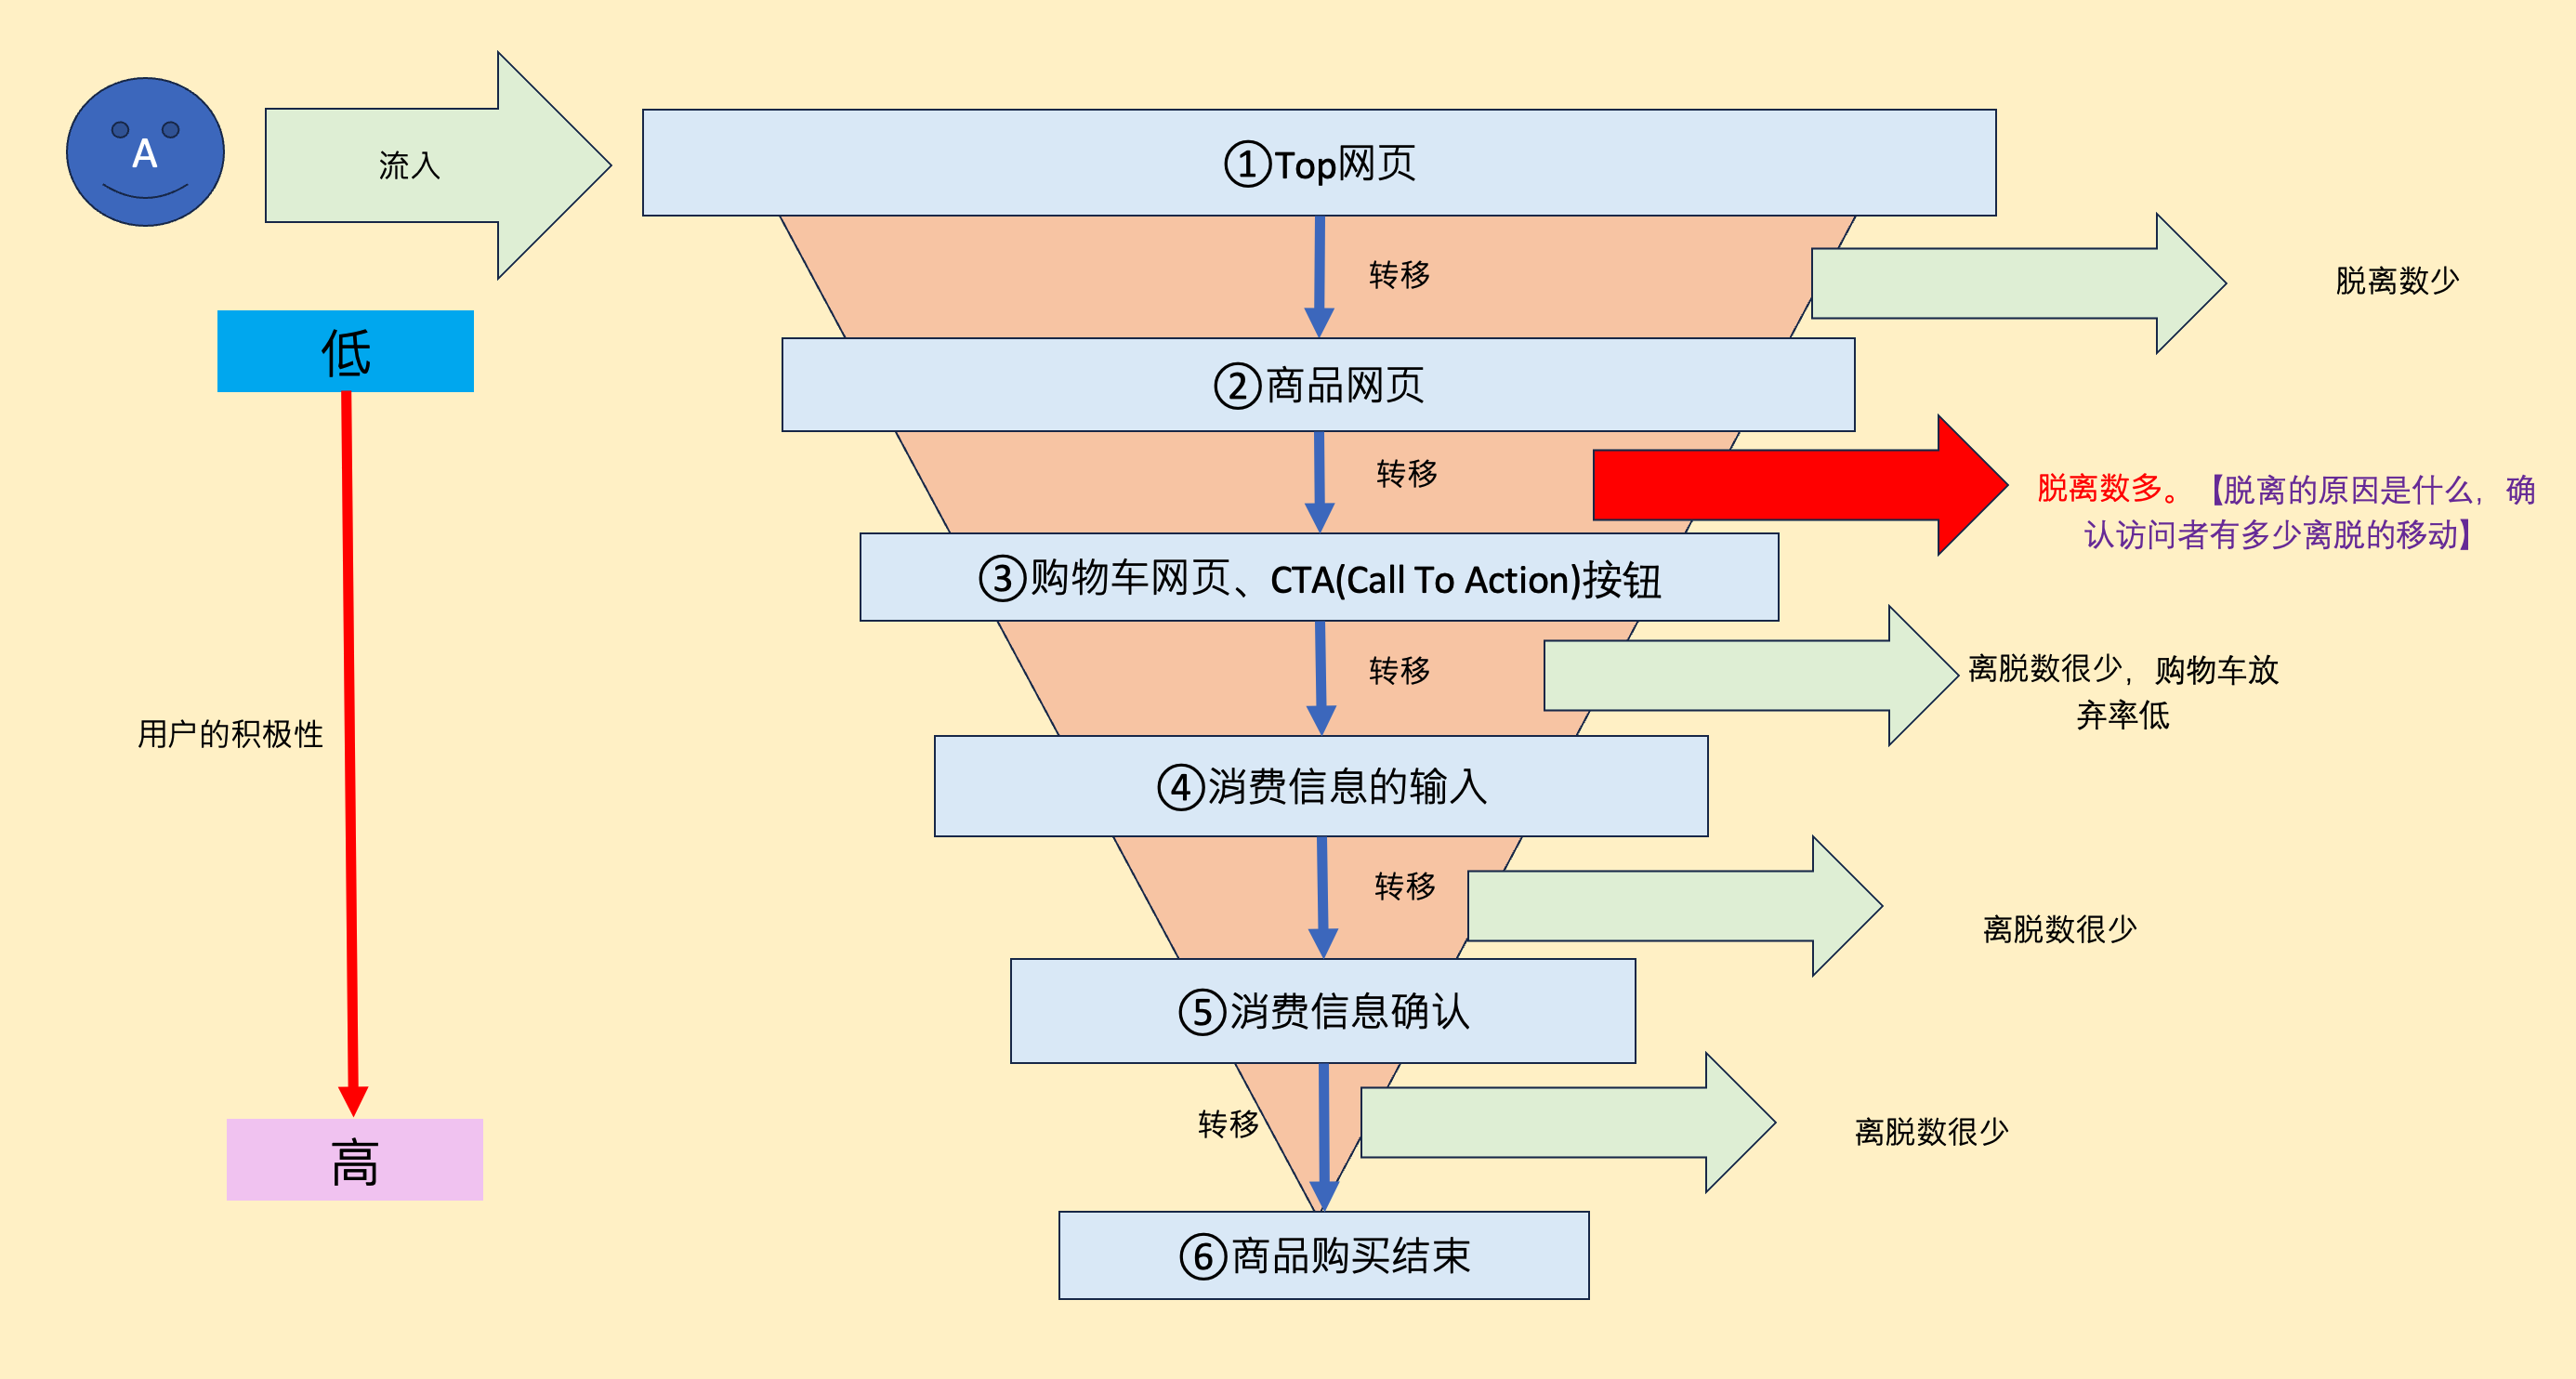 A
流入
①Top网页
转移
脱离数少
低
②商品网页
转移
脱离数多。【脱离的原因是什么，确
认访问者有多少离脱的移动】
③购物车网页、CTA(Call To Action)按钮
转移
离脱数很少，购物车放
弃率低
用户的积极性
④消费信息的输入
转移
离脱数很少
⑤消费信息确认
转移
离脱数很少
高
⑥商品购买结束